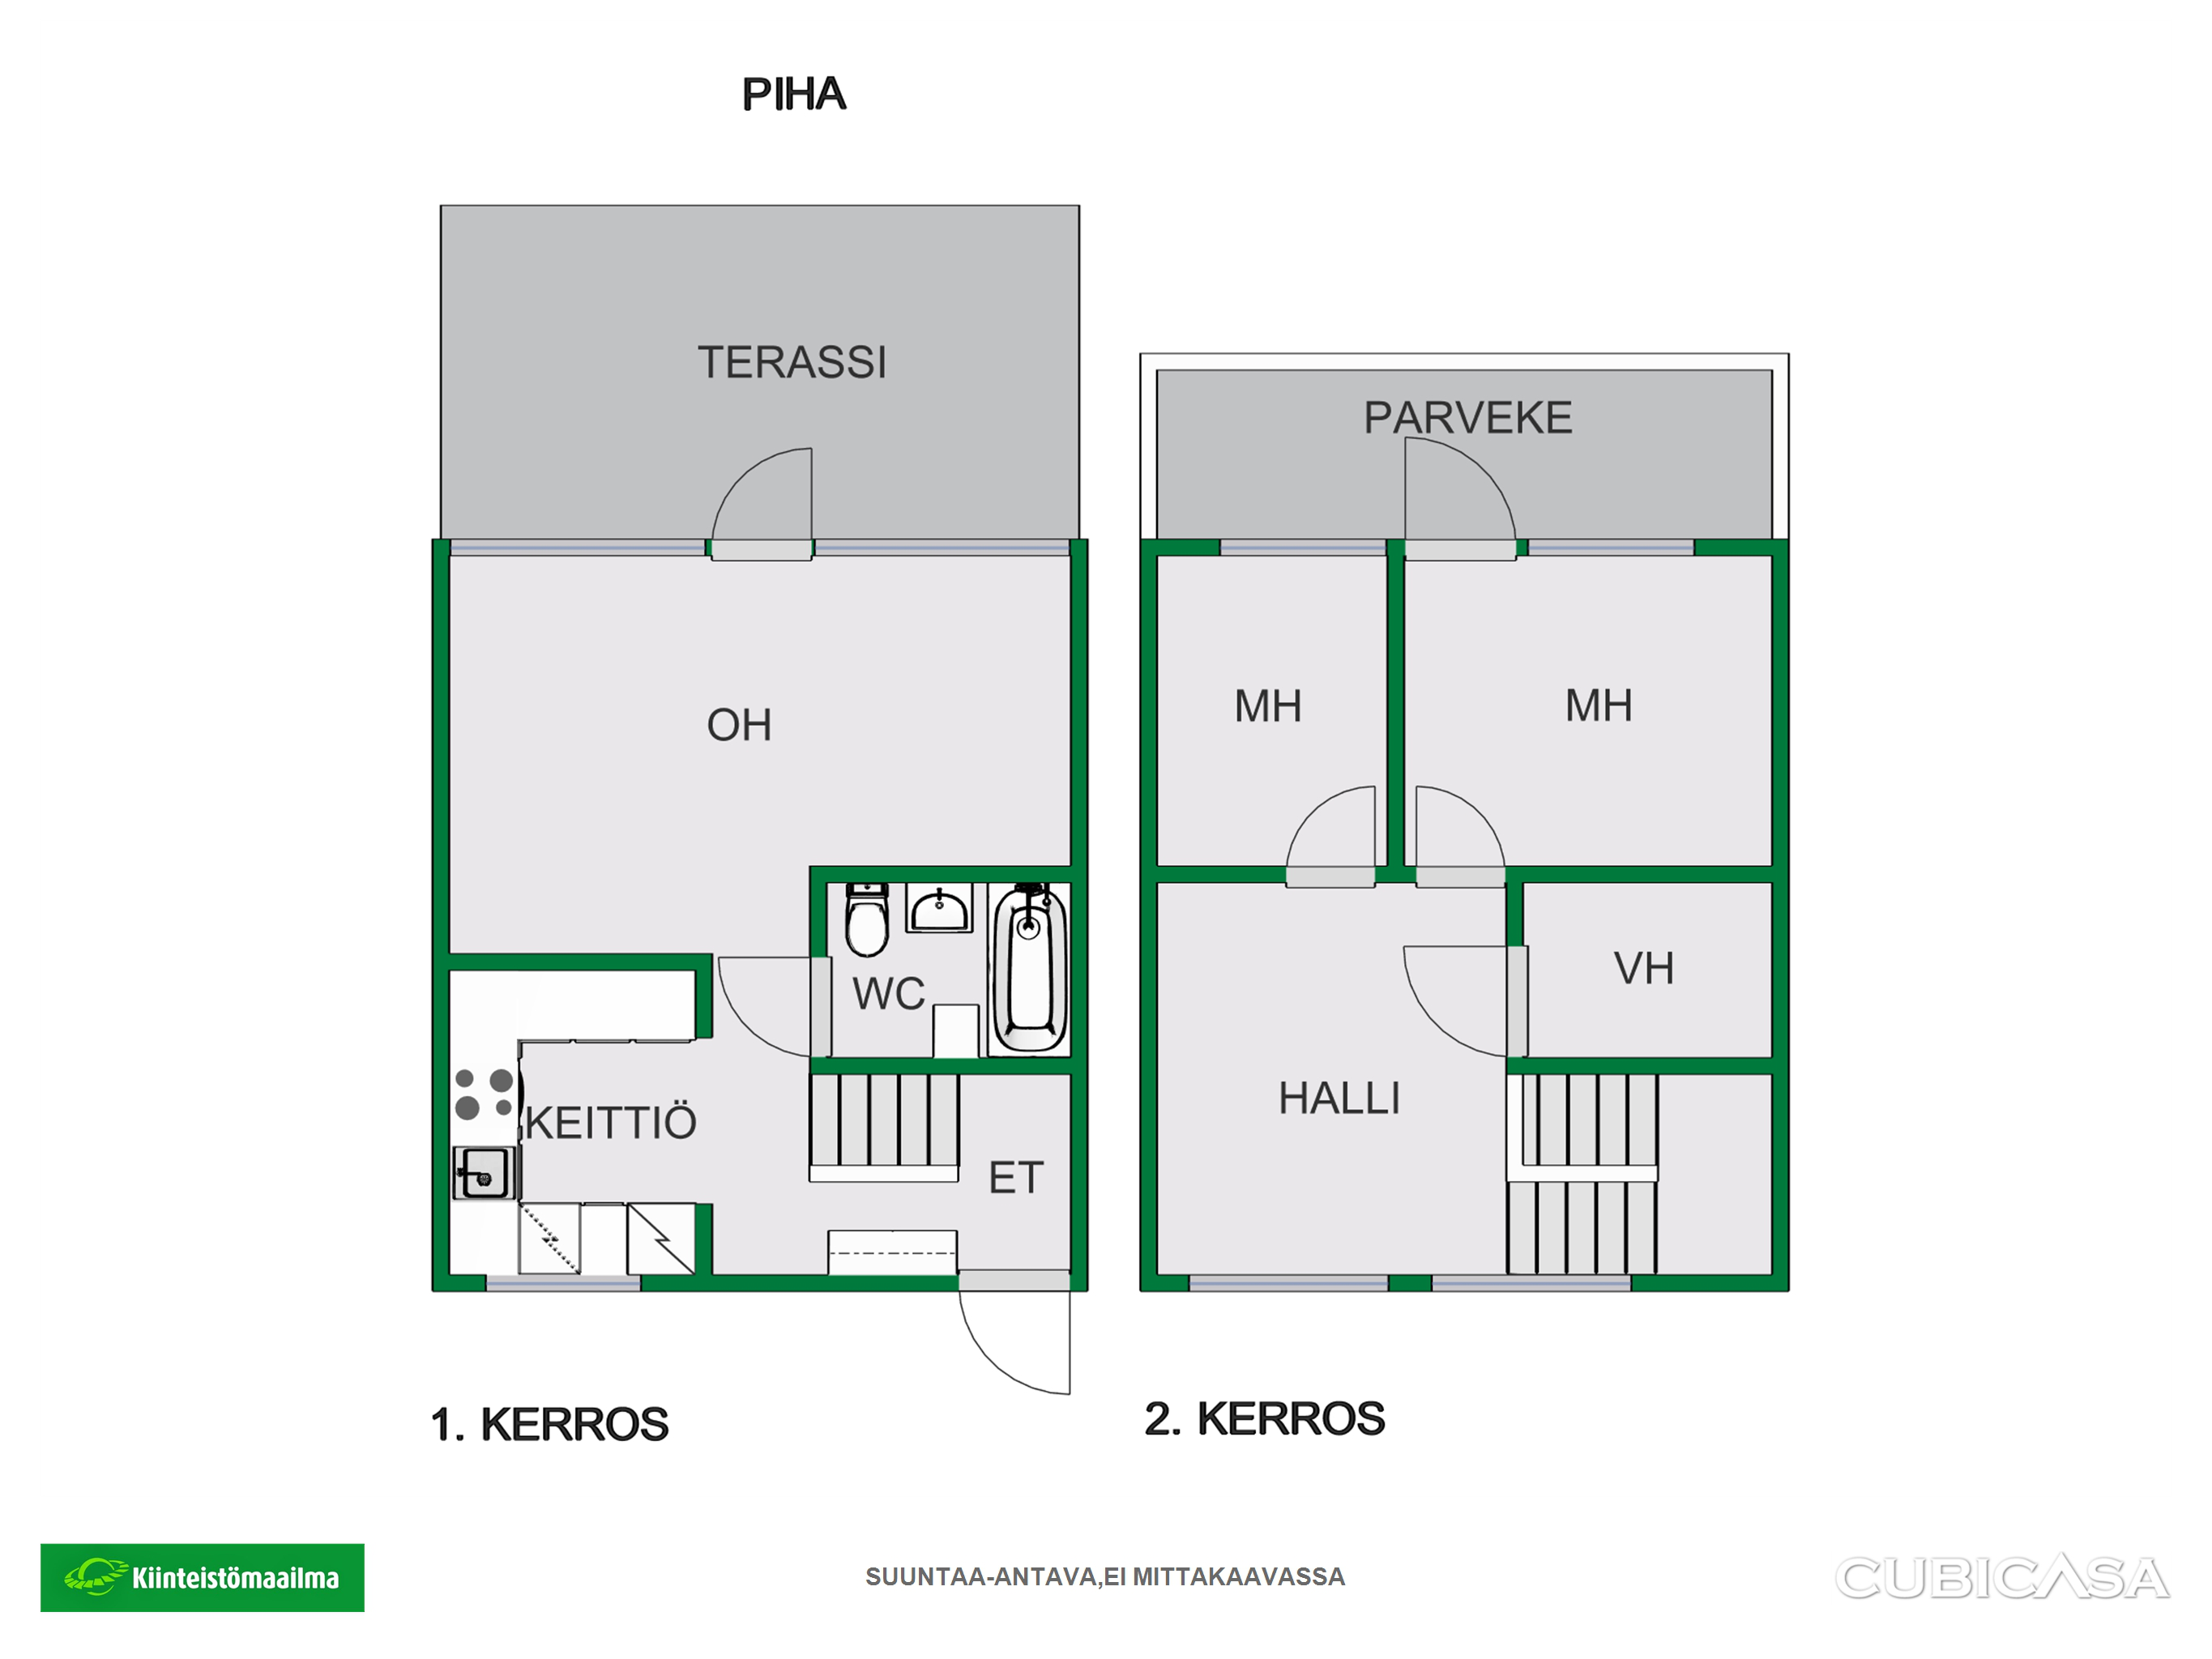 PIHA
TERASSI
PARVEKE
OH
MH
MH
WC
VH
KEITTIÖ
HALLI
ET
1. KERROS
2. KERROS
Kiinteistömaailma
SUUNTAA-ANTAVA,EI MITTAKAAVASSA
CUBICASA